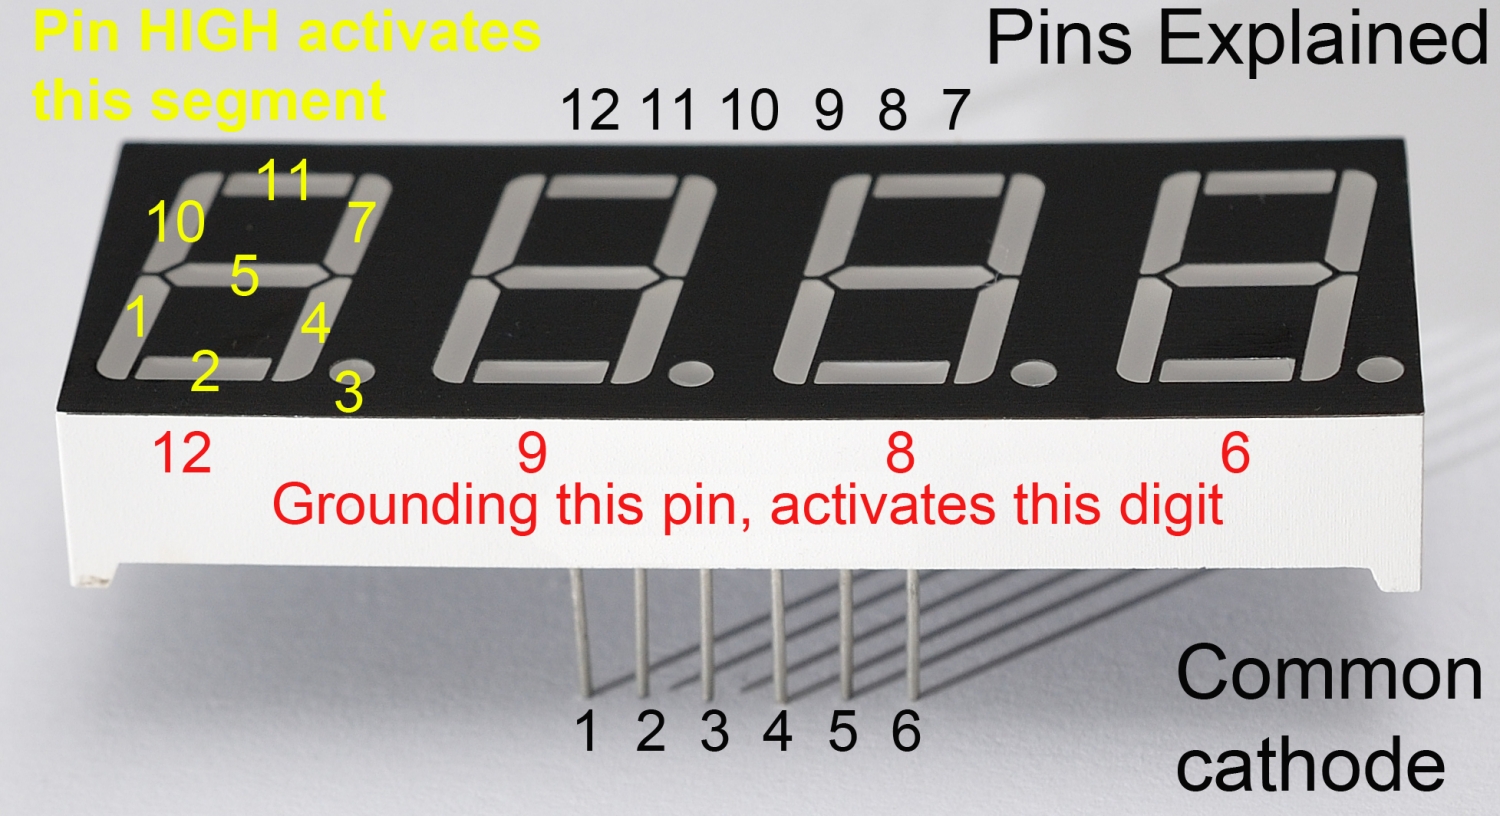 Pin HIGH activates
this segment
Pins Explained
12 11 10 9 8 7
11
10 7
5
1 4
2
3
12 9 8 6
Grounding this pin, activates this digit
1 2 3 4 5 6
Common
cathode